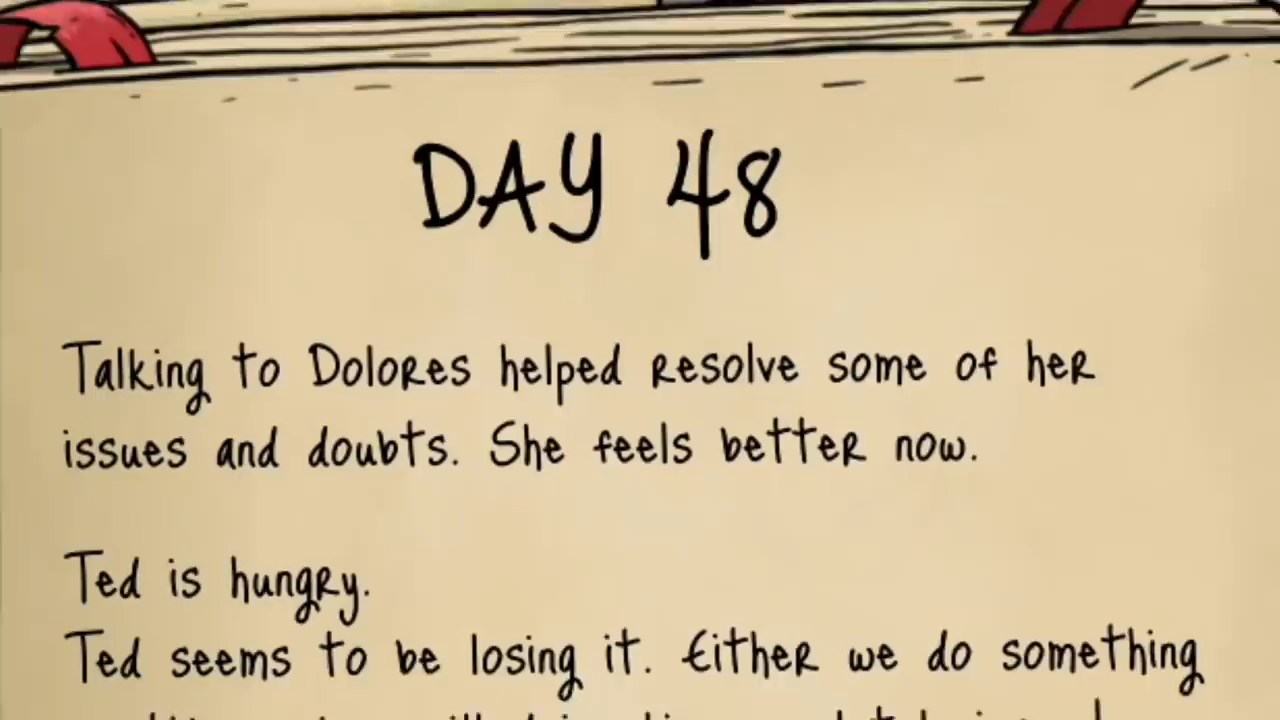 DAY 48
Talking to Dolores helped resolve some of her
issues and doubts. She feels better now.
Ted is hungry.
Ted seems to be losing it. Either we do something